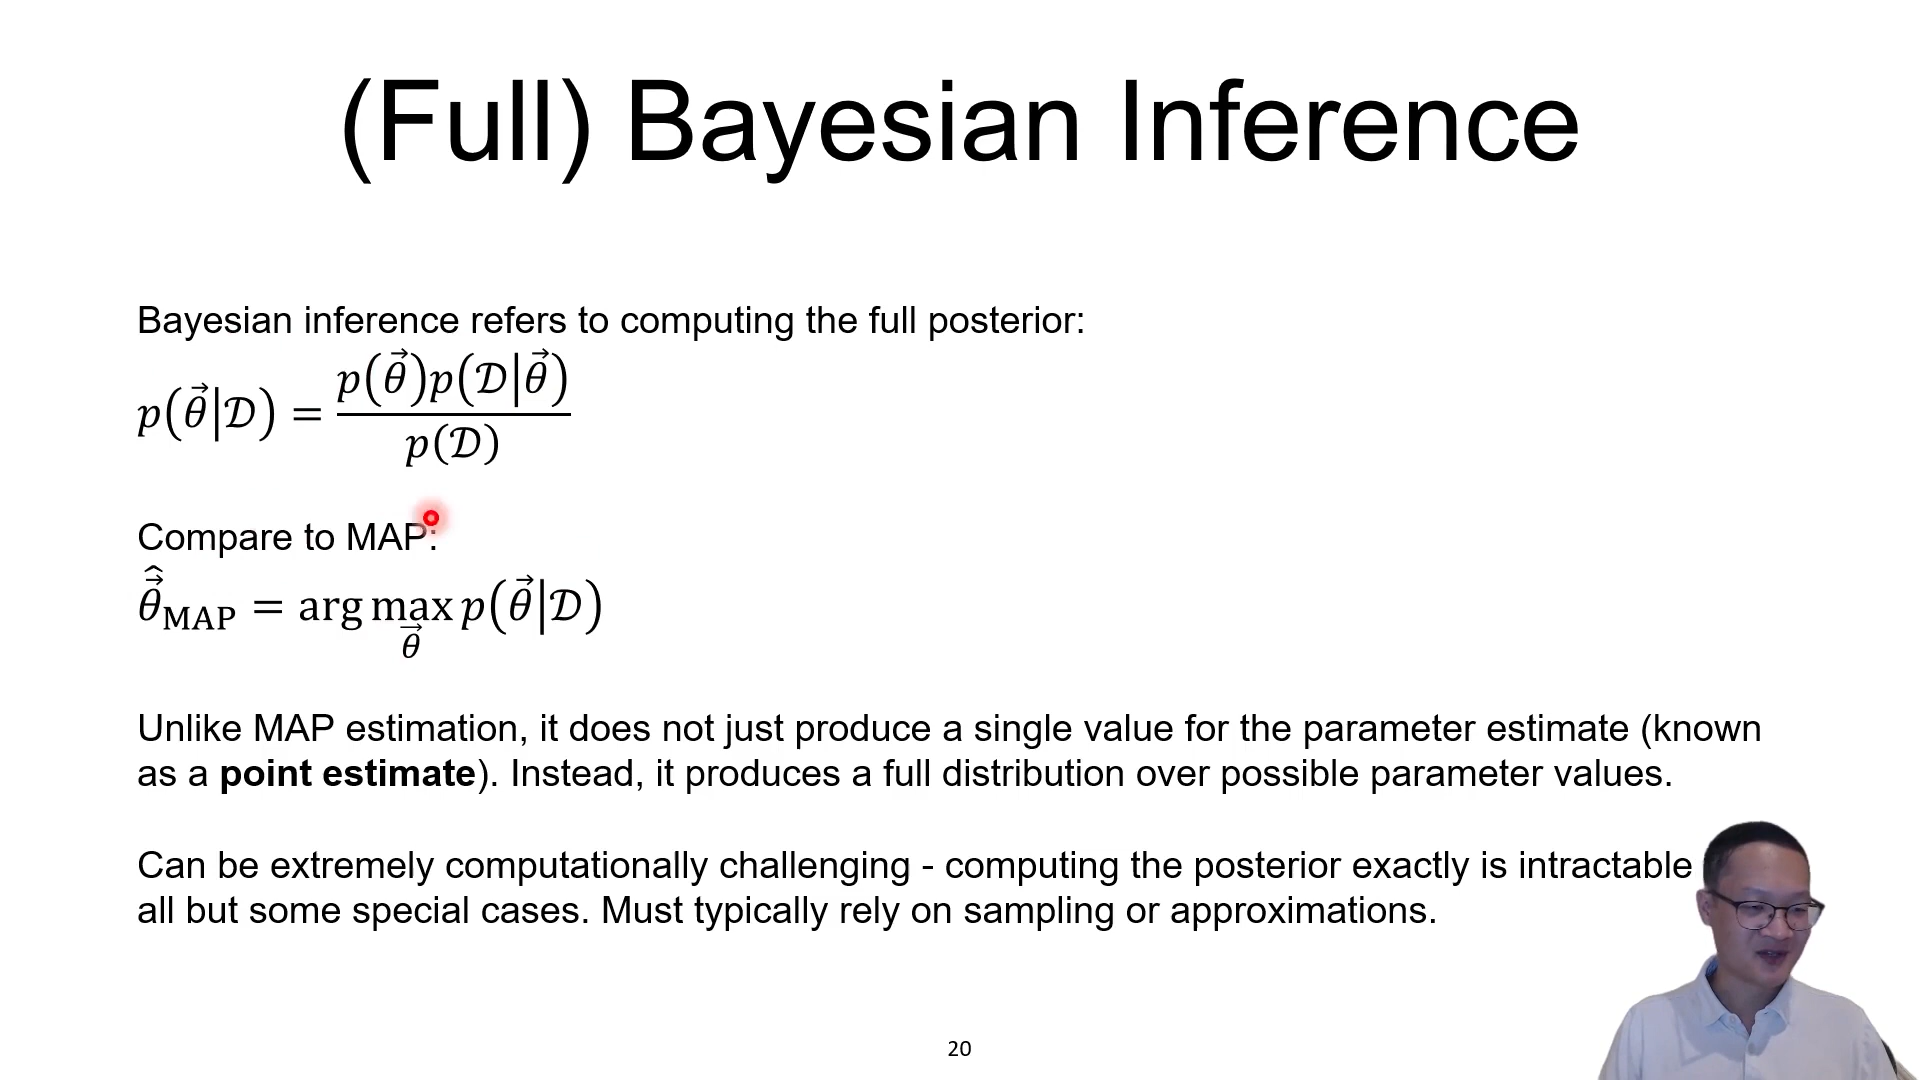 (Full) Bayesian Inference
Bayesian inference refers to computing the full posterior:
p(θ⃗|𝒟) = p(θ⃗)p(𝒟|θ⃗) / p(𝒟)
Compare to MAP:
θ⃗̂_MAP = arg max_θ⃗ p(θ⃗|𝒟)
Unlike MAP estimation, it does not just produce a single value for the parameter estimate (known
as a point estimate). Instead, it produces a full distribution over possible parameter values.
Can be extremely computationally challenging - computing the posterior exactly is intractable
all but some special cases. Must typically rely on sampling or approximations.
20